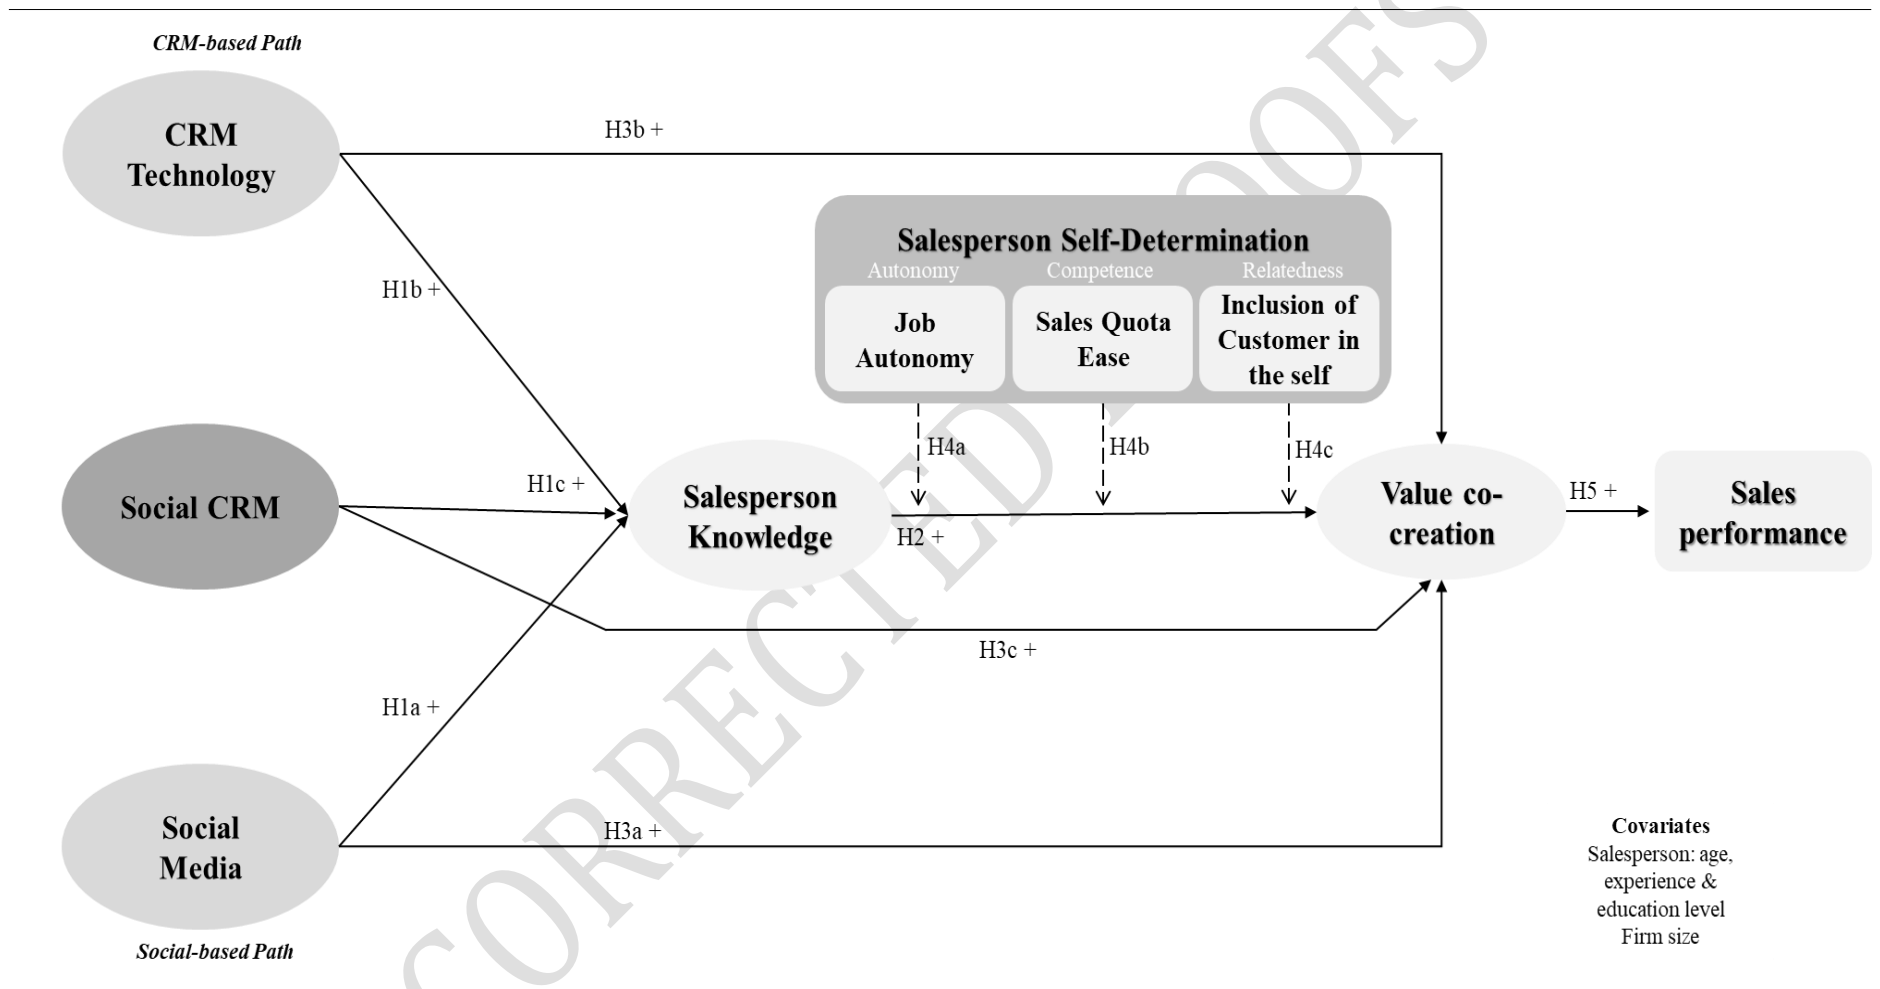 CRM-based Path
CRM
Technology
H3b +
Salesperson Self-Determination
Autonomy
Competence
Relatedness
Job
Autonomy
Sales Quota
Ease
Inclusion of
Customer in
the self
H1b +
H4a
H4b
H4c
Social CRM
H1c +
Salesperson
Knowledge
H2 +
Value co-
creation
H5 +
Sales
performance
H3c +
H1a +
Social
Media
H3a +
Social-based Path
Covariates
Salesperson: age,
experience &
education level
Firm size
CORRECTED PROOFS